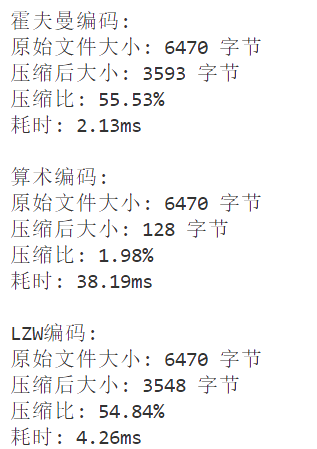 霍夫曼编码:
原始文件大小: 6470 字节
压缩后大小: 3593 字节
压缩比: 55.53%
耗时: 2.13ms
算术编码:
原始文件大小: 6470 字节
压缩后大小: 128 字节
压缩比: 1.98%
耗时: 38.19ms
LZW编码:
原始文件大小: 6470 字节
压缩后大小: 3548 字节
压缩比: 54.84%
耗时: 4.26ms